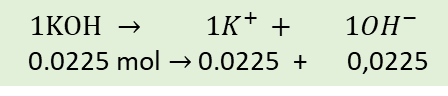 1KOH → 1K⁺ + 1OH⁻
0.0225 mol → 0.0225 + 0,0225